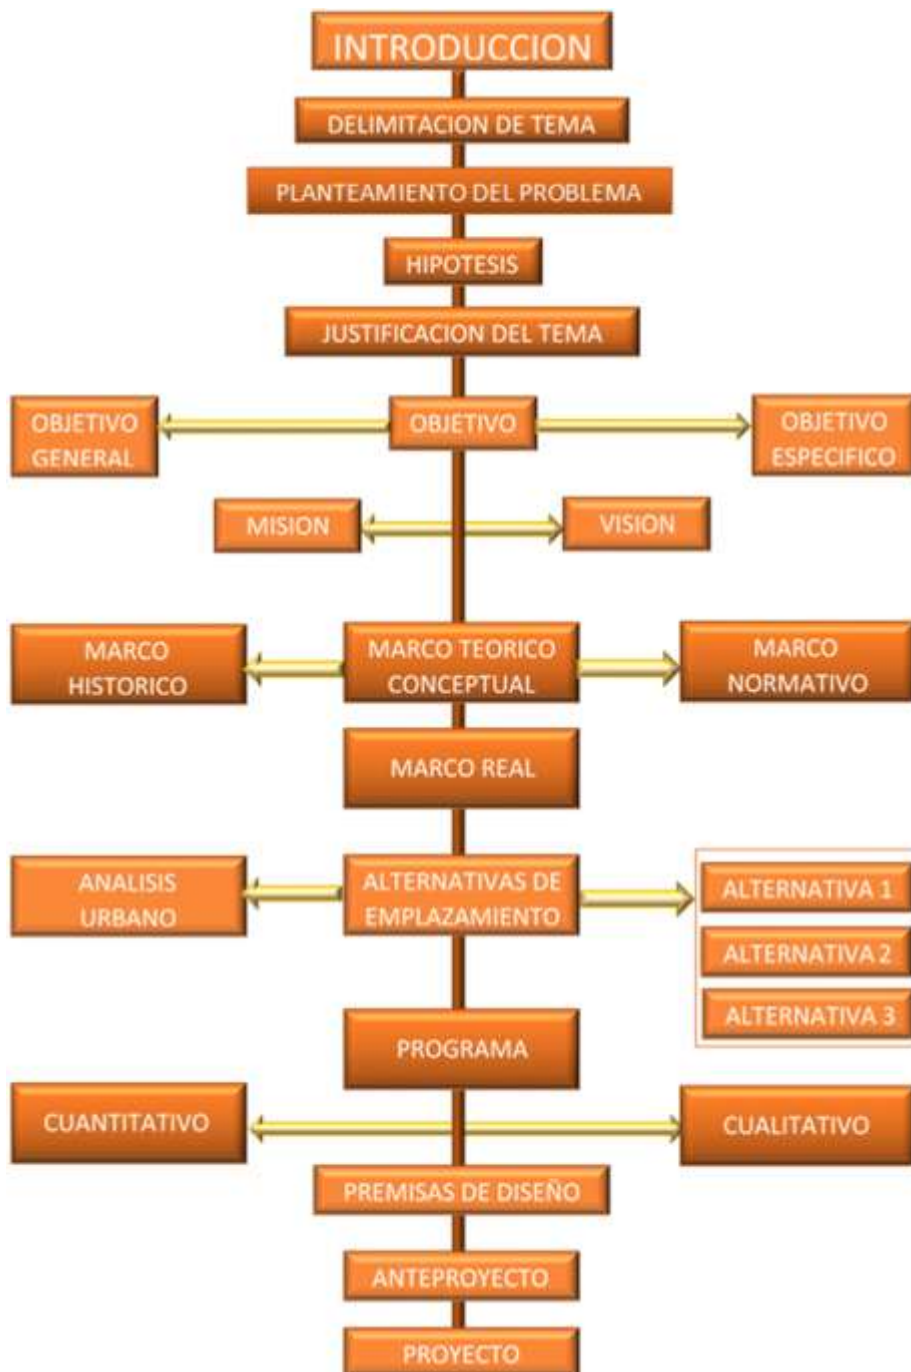 INTRODUCCION
DELIMITACION DE TEMA
PLANTEAMIENTO DEL PROBLEMA
HIPOTESIS
JUSTIFICACION DEL TEMA
OBJETIVO
GENERAL
OBJETIVO
OBJETIVO
ESPECIFICO
MISION
VISION
MARCO
HISTORICO
MARCO TEORICO
CONCEPTUAL
MARCO
NORMATIVO
MARCO REAL
ANALISIS
URBANO
ALTERNATIVAS DE
EMPLAZAMIENTO
ALTERNATIVA 1
ALTERNATIVA 2
ALTERNATIVA 3
PROGRAMA
CUANTITATIVO
CUALITATIVO
PREMISAS DE DISEÑO
ANTEPROYECTO
PROYECTO